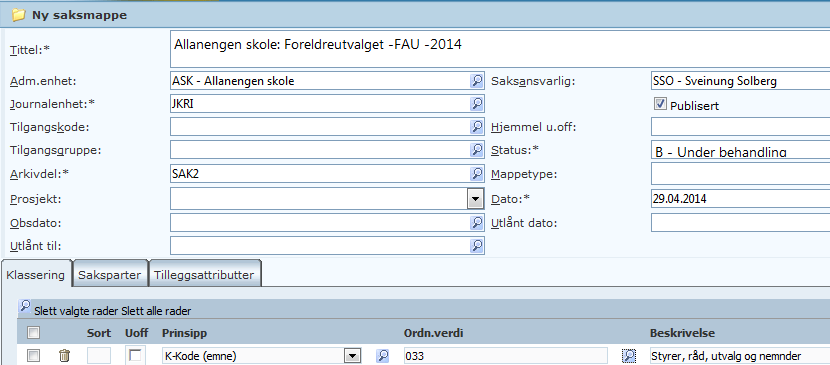 Ny saksmappe
Tittel:* Allanengen skole: Foreldreutvalget -FAU -2014
Adm.enhet: ASK - Allanengen skole Saksansvarlig: SSO - Sveinung Solberg
Journalenhet:* JKRI Publisert
Tilgangskode: Hjemmel u.off:
Tilgangsgruppe: Status:* B - Under behandling
Arkivdel:* SAK2 Mappetype:
Prosjekt: Dato:* 29.04.2014
Obsdato: Utlånt dato:
Utlånt til:
Klassering Saksparter Tilleggsattributter
Slett valgte rader Slett alle rader
Sort Uoff Prinsipp Ordn.verdi Beskrivelse
K-Kode (emne) 033 Styrer, råd, utvalg og nemnder